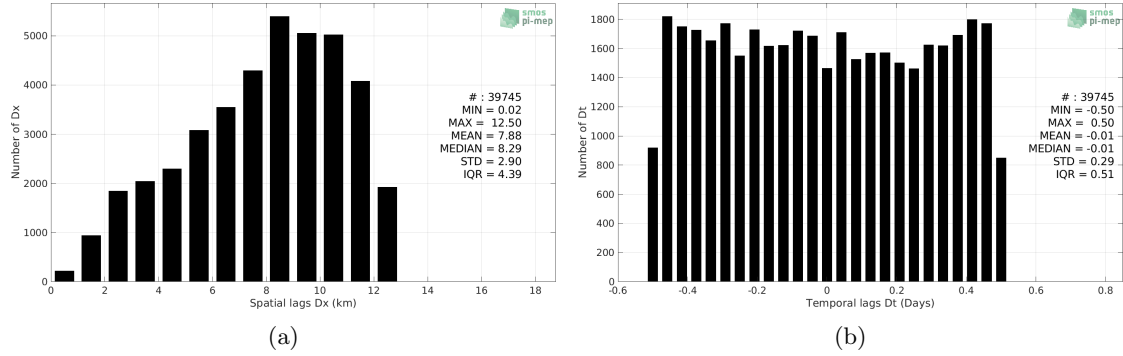 smos
pi-mep
5000
4000
3000
2000
1000
0
Number of Dx
# : 39745
MIN = 0.02
MAX = 12.50
MEAN = 7.88
MEDIAN = 8.29
STD = 2.90
IQR = 4.39
0 2 4 6 8 10 12 14 16 18
Spatial lags Dx (km)
(a)
smos
pi-mep
1800
1600
1400
1200
1000
800
600
400
200
0
Number of Dt
# : 39745
MIN = -0.50
MAX = 0.50
MEAN = -0.01
MEDIAN = -0.01
STD = 0.29
IQR = 0.51
-0.6 -0.4 -0.2 0 0.2 0.4 0.6 0.8
Temporal lags Dt (Days)
(b)